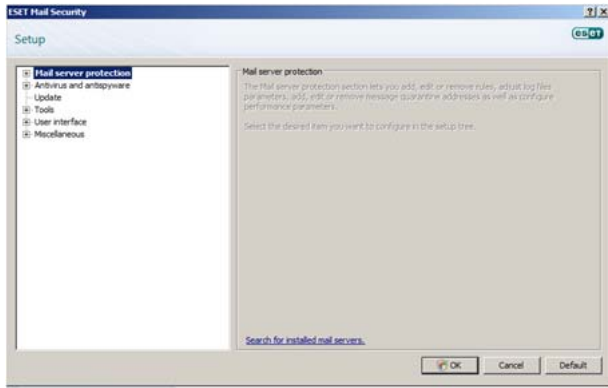 ESET Mail Security
Setup
eset
Mail server protection
Antivirus and antispyware
Update
Tools
User interface
Miscellaneous
Mail server protection
The Mail server protection section lets you add, edit or remove rules, adjust log files
parameters, add, edit or remove message quarantine addresses as well as configure
performance parameters.
Select the desired item you want to configure in the setup tree.
Search for installed mail servers.
OK
Cancel
Default